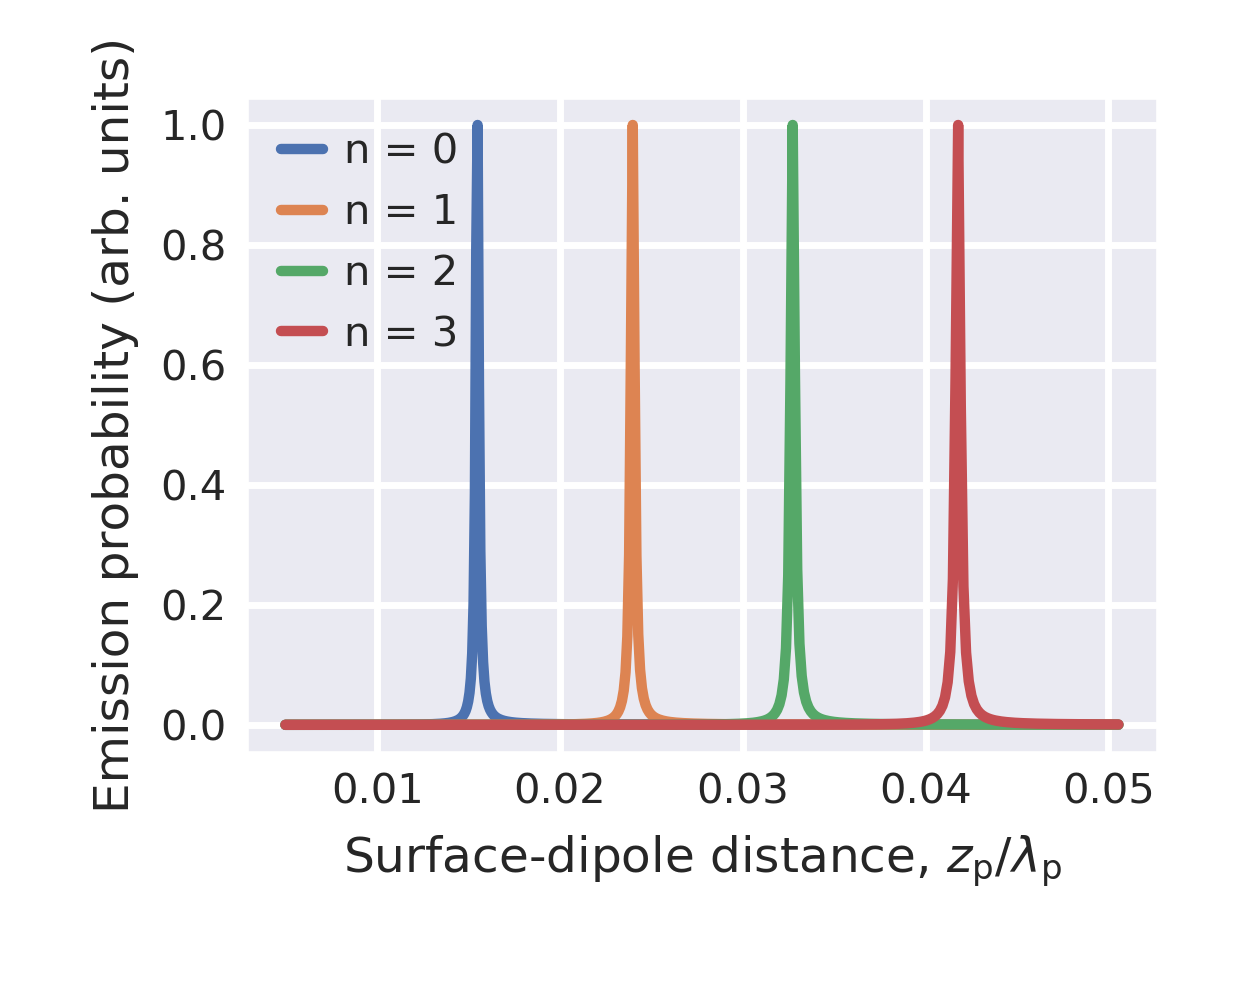 Emission probability (arb. units)
1.0
0.8
0.6
0.4
0.2
0.0
n = 0
n = 1
n = 2
n = 3
0.01 0.02 0.03 0.04 0.05
Surface-dipole distance, zp/λp